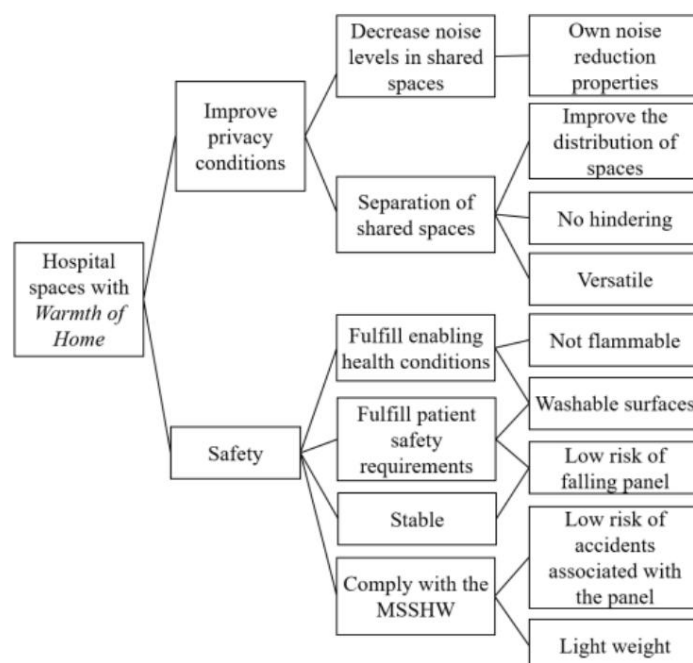 Decrease noise
levels in shared
spaces
Own noise
reduction
properties
Improve
privacy
conditions
Improve the
distribution of
spaces
Separation of
shared spaces
No hindering
Versatile
Hospital
spaces with
Warmth of
Home
Fulfill enabling
health conditions
Not flammable
Washable surfaces
Safety
Fulfill patient
safety
requirements
Low risk of
falling panel
Stable
Comply with the
MSSHW
Low risk of
accidents
associated with
the panel
Light weight